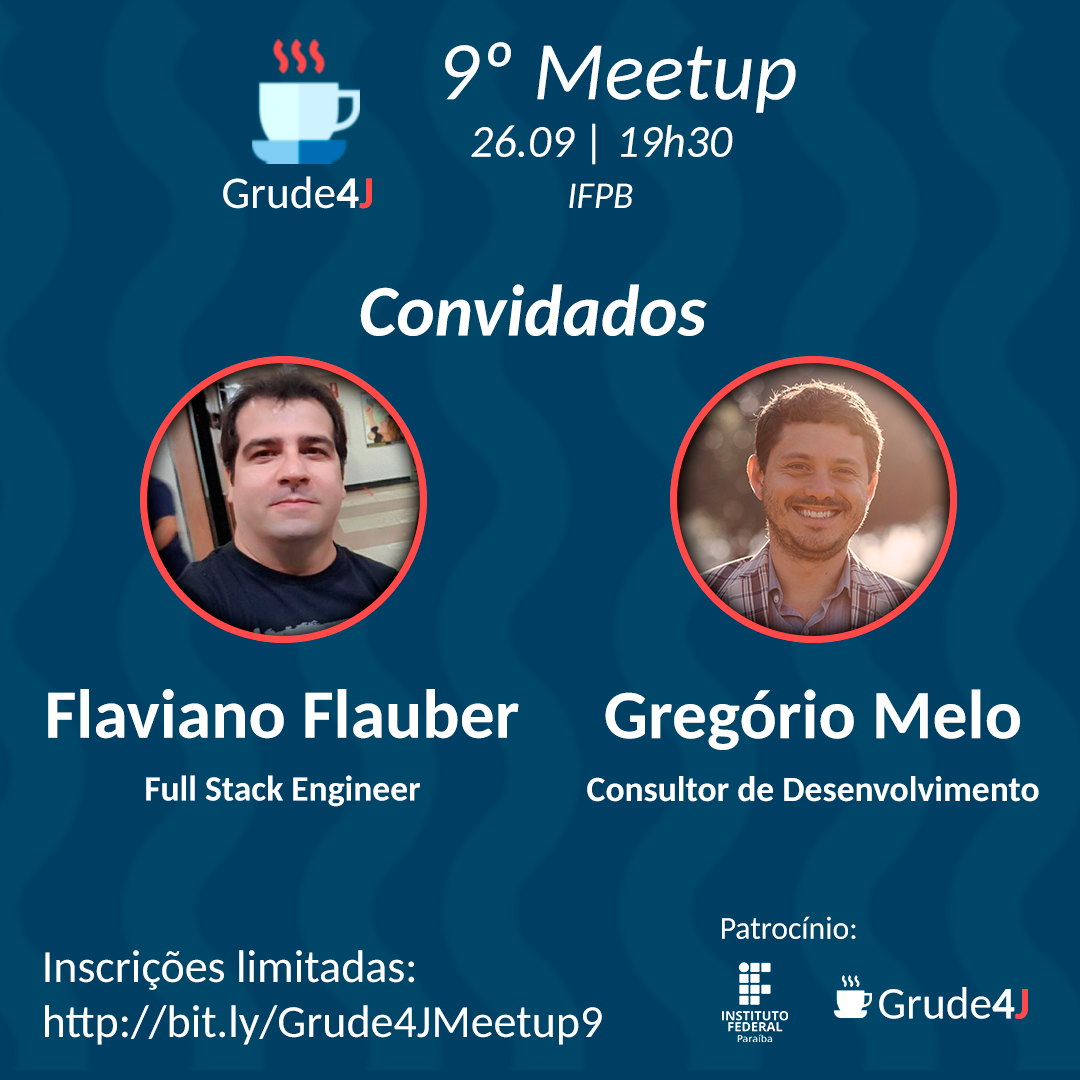 9º Meetup
26.09 | 19h30
IFPB
Grude4J
Convidados
Flaviano Flauber
Full Stack Engineer
Gregório Melo
Consultor de Desenvolvimento
Inscrições limitadas:
http://bit.ly/Grude4JMeetup9
Patrocínio:
INSTITUTO
FEDERAL
Paraíba
Grude4J